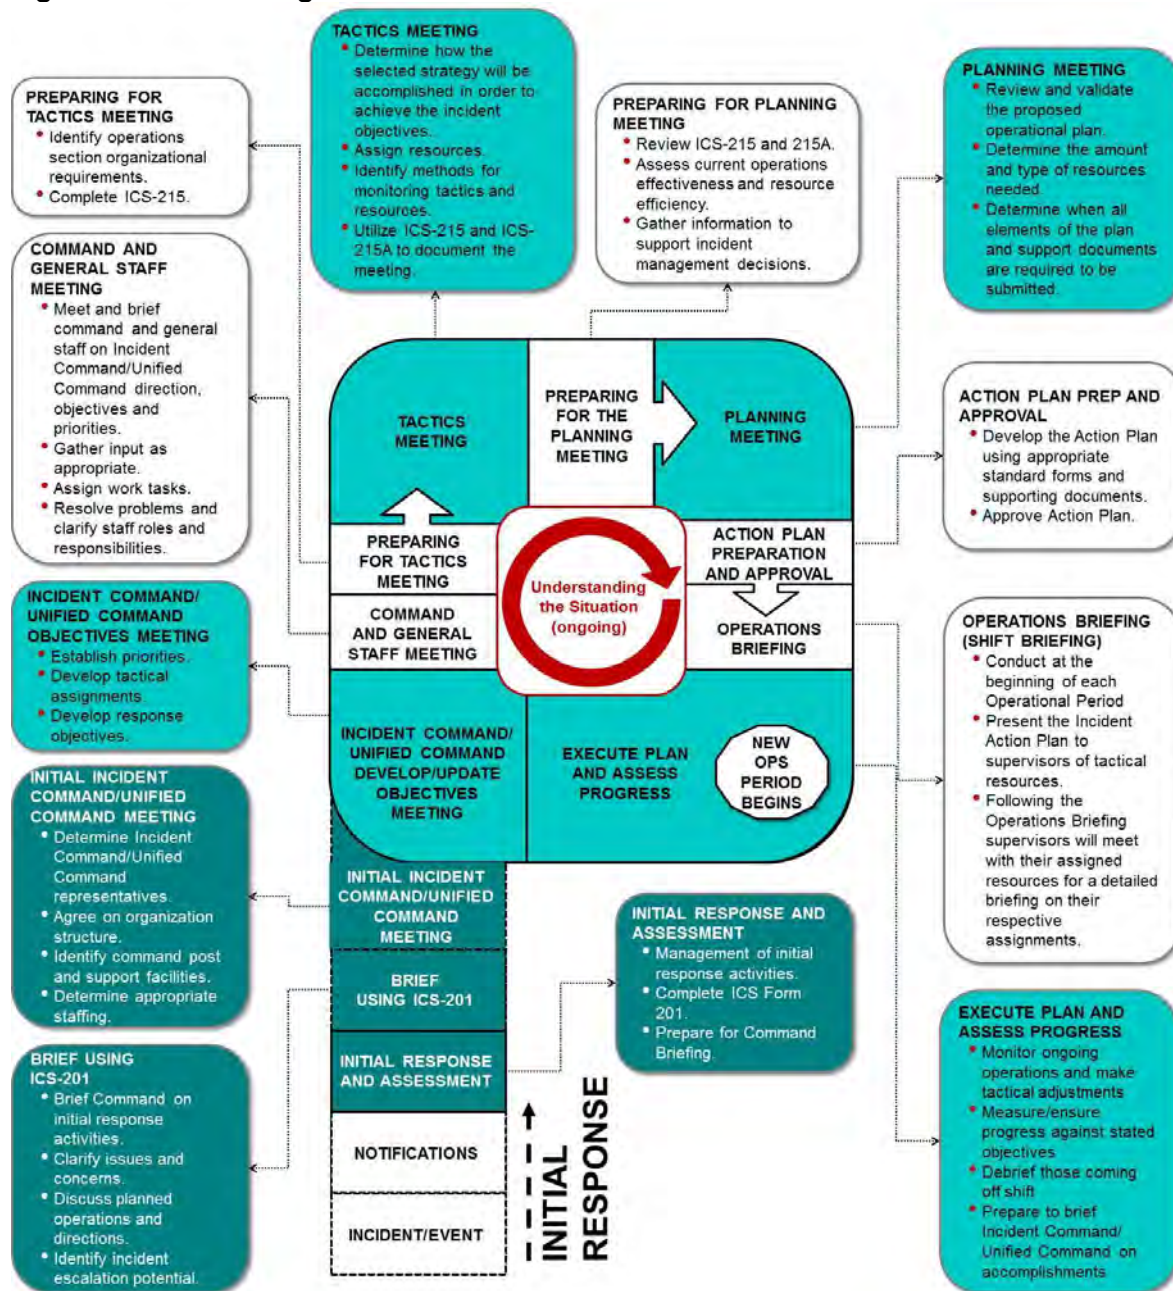 TACTICS MEETING
• Determine how the
selected strategy will be
accomplished in order to
achieve the incident
objectives.
• Assign resources.
• Identify methods for
monitoring tactics and
resources.
• Utilize ICS-215 and ICS-
215A to document the
meeting.
PREPARING FOR
TACTICS MEETING
• Identify operations
section organizational
requirements.
• Complete ICS-215.
PREPARING FOR PLANNING
MEETING
• Review ICS-215 and 215A.
• Assess current operations
effectiveness and resource
efficiency.
• Gather information to
support incident
management decisions.
PLANNING MEETING
• Review and validate
the proposed
operational plan.
• Determine the amount
and type of resources
needed.
• Determine when all
elements of the plan
and support documents
are required to be
submitted.
COMMAND AND
GENERAL STAFF
MEETING
• Meet and brief
command and general
staff on Incident
Command/Unified
Command direction,
objectives and
priorities.
• Gather input as
appropriate.
• Assign work tasks.
• Resolve problems and
clarify staff roles and
responsibilities.
ACTION PLAN PREP AND
APPROVAL
• Develop the Action Plan
using appropriate
standard forms and
supporting documents.
• Approve Action Plan.
TACTICS
MEETING
PREPARING
FOR THE
PLANNING
MEETING
PLANNING
MEETING
PREPARING
FOR TACTICS
MEETING
ACTION PLAN
PREPARATION
AND APPROVAL
Understanding
the Situation
(ongoing)
COMMAND
AND GENERAL
STAFF MEETING
OPERATIONS
BRIEFING
INCIDENT COMMAND/
UNIFIED COMMAND
DEVELOP/UPDATE
OBJECTIVES
MEETING
EXECUTE PLAN
AND ASSESS
PROGRESS
NEW
OPS
PERIOD
BEGINS
INCIDENT COMMAND/
UNIFIED COMMAND
OBJECTIVES MEETING
• Establish priorities.
• Develop tactical
assignments
• Develop response
objectives.
OPERATIONS BRIEFING
(SHIFT BRIEFING)
• Conduct at the
beginning of each
Operational Period
• Present the Incident
Action Plan to
supervisors of tactical
resources.
• Following the
Operations Briefing
supervisors will meet
with their assigned
resources for a detailed
briefing on their
respective
assignments.
INITIAL INCIDENT
COMMAND/UNIFIED
COMMAND MEETING
• Determine Incident
Command/Unified
Command
representatives.
• Agree on organization
structure.
• Identify command post
and support facilities.
• Determine appropriate
staffing.
INITIAL INCIDENT
COMMAND/UNIFIED
COMMAND
MEETING
BRIEF
USING ICS-201
INITIAL RESPONSE
AND ASSESSMENT
NOTIFICATIONS
INCIDENT/EVENT
INITIAL
RESPONSE
INITIAL RESPONSE AND
ASSESSMENT
• Management of initial
response activities.
• Complete ICS Form
201.
• Prepare for Command
Briefing.
BRIEF USING
ICS-201
• Brief Command on
initial response
activities.
• Clarify issues and
concerns.
• Discuss planned
operations and
directions.
• Identify incident
escalation potential.
EXECUTE PLAN AND
ASSESS PROGRESS
• Monitor ongoing
operations and make
tactical adjustments
• Measure/ensure
progress against stated
objectives
• Debrief those coming
off shift
• Prepare to brief
Incident Command/
Unified Command on
accomplishments